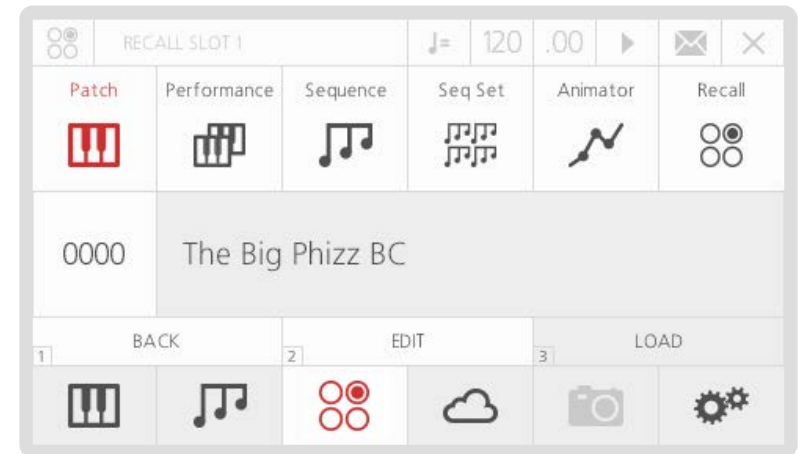 RECALL SLOT 1 ♩= 120 .00
Patch Performance Sequence Seq Set Animator Recall
0000 The Big Phizz BC
BACK EDIT LOAD
1 2 3